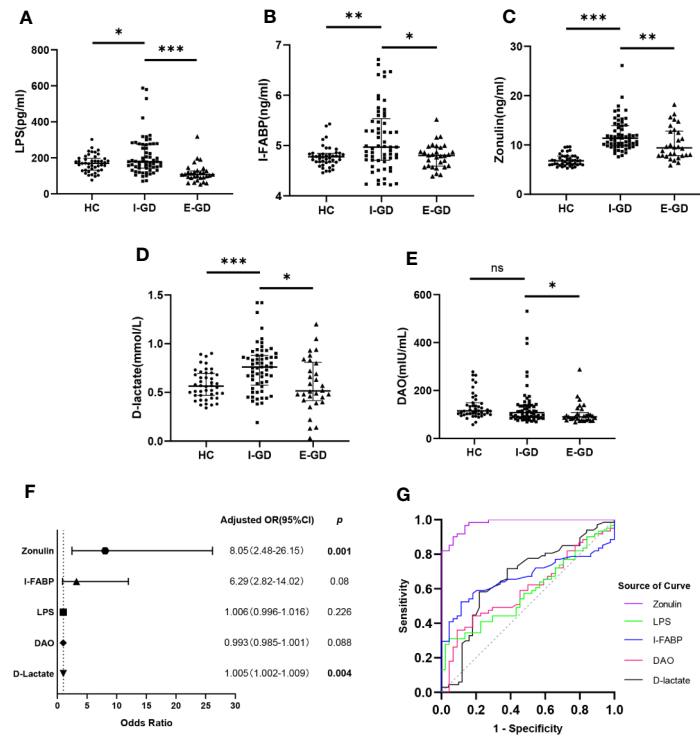 A
* ***
LPS(pg/ml)
800
600
400
200
0
HC I-GD E-GD
B
** *
I-FABP(ng/ml)
7
6
5
4
HC I-GD E-GD
C
*** **
Zonulin(ng/ml)
30
20
10
0
HC I-GD E-GD
D
*** *
D-lactate(mmol/L)
1.5
1.0
0.5
0.0
HC I-GD E-GD
E
ns *
DAO(mIU/mL)
600
400
200
0
HC I-GD E-GD
F
Adjusted OR(95%CI) p
Zonulin 8.05(2.48-26.15) 0.001
I-FABP 6.29(2.82-14.02) 0.08
LPS 1.006(0.996-1.016) 0.226
DAO 0.993(0.985-1.001) 0.088
D-Lactate 1.005(1.002-1.009) 0.004
0 5 10 15 20 25 30
Odds Ratio
G
Sensitivity
1.0
0.8
0.6
0.4
0.2
0.0
0.0 0.2 0.4 0.6 0.8 1.0
1 - Specificity
Source of Curve
Zonulin
LPS
I-FABP
DAO
D-lactate